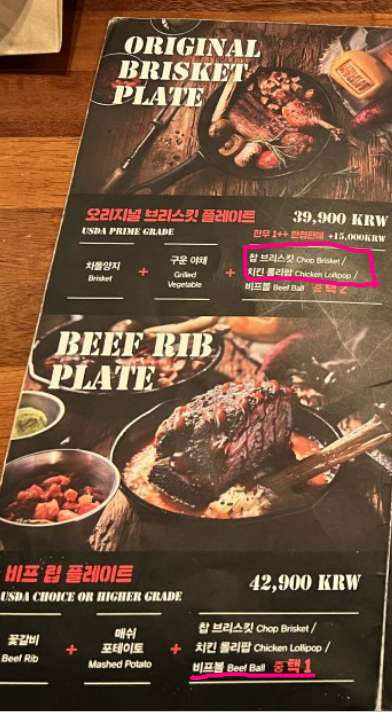 ORIGINAL
BRISKET
PLATE
오리지널 브리스킷 플레이트 39,900 KRW
USDA PRIME GRADE 한우 1++ 한정판매 +15,000KRW
차돌양지 + 구운 야채 + 찹 브리스킷 Chop Brisket /
Brisket Grilled Vegetable 치킨 롤리팝 Chicken Lollipop /
비프볼 Beef Ball 중 택 2
BEEF RIB
PLATE
비프 립 플레이트 42,900 KRW
USDA CHOICE OR HIGHER GRADE
꽃갈비 + 매쉬 포테이토 + 찹 브리스킷 Chop Brisket /
Beef Rib Mashed Potato 치킨 롤리팝 Chicken Lollipop /
비프볼 Beef Ball 중 택 1